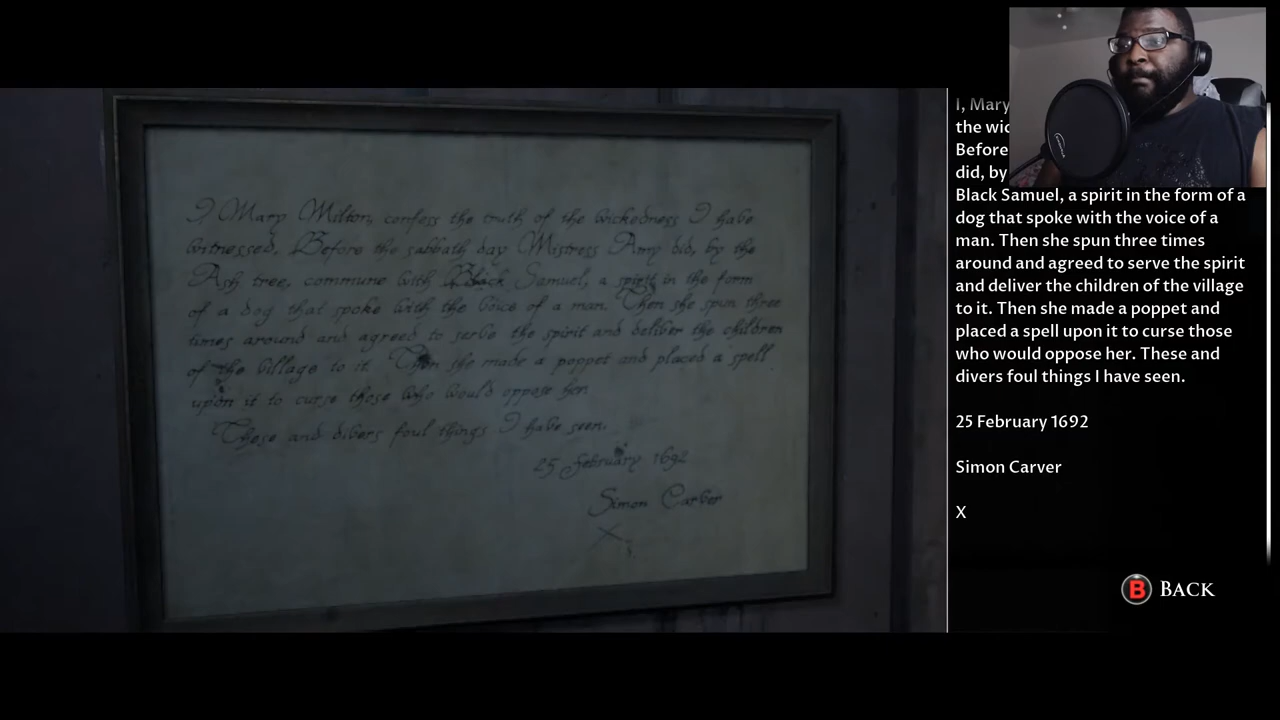 I Mary Milton, confess the truth of the wickedness I have
witnessed. Before the sabbath day Mistress Amy did, by the
Ash tree, commune with Black Samuel, a spirit in the form
of a dog that spoke with the voice of a man. Then she spun three
times around and agreed to serve the spirit and deliver the children
of the village to it. Then she made a poppet and placed a spell
upon it to curse those who would oppose her.
These and divers foul things I have seen.
25 February 1692
Simon Carver
X
I, Mary
the wic
Before
did, by
Black Samuel, a spirit in the form of a
dog that spoke with the voice of a
man. Then she spun three times
around and agreed to serve the spirit
and deliver the children of the village
to it. Then she made a poppet and
placed a spell upon it to curse those
who would oppose her. These and
divers foul things I have seen.
25 February 1692
Simon Carver
X
B BACK